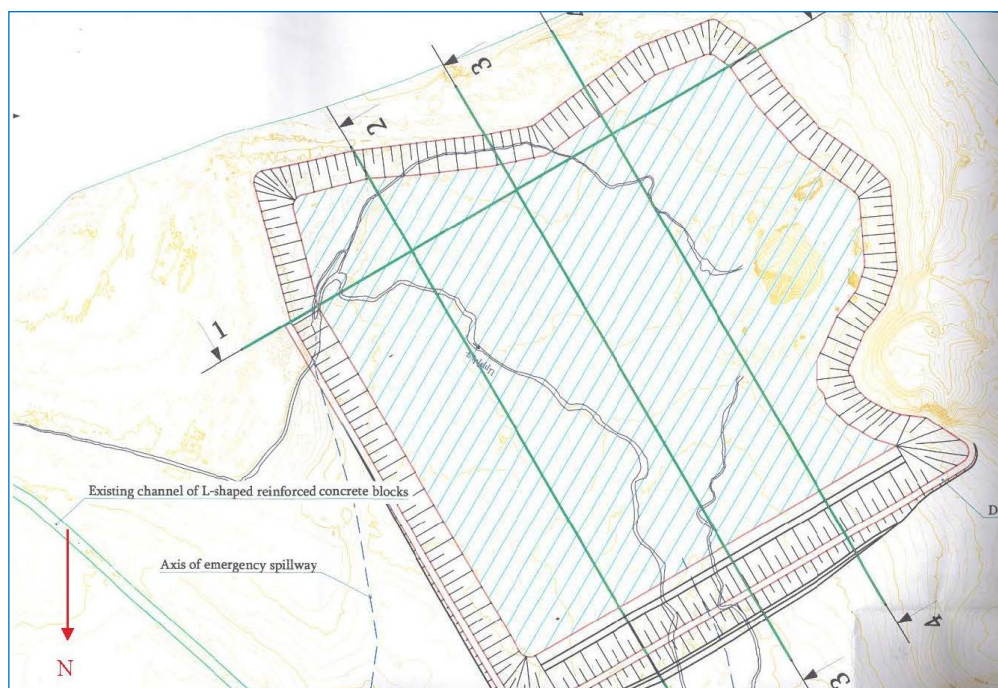 3
2
1
Existing channel of L-shaped reinforced concrete blocks
D
Axis of emergency spillway
4
N
3